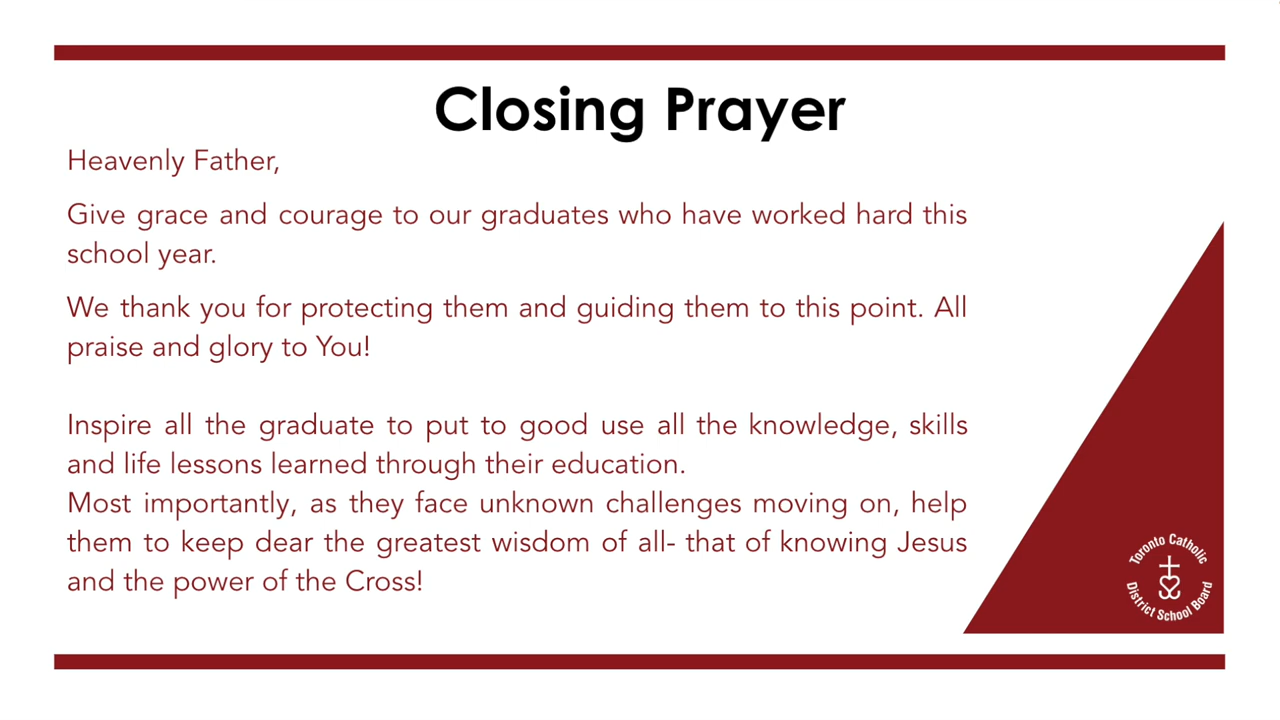 Closing Prayer
Heavenly Father,
Give grace and courage to our graduates who have worked hard this
school year.
We thank you for protecting them and guiding them to this point. All
praise and glory to You!
Inspire all the graduate to put to good use all the knowledge, skills
and life lessons learned through their education.
Most importantly, as they face unknown challenges moving on, help
them to keep dear the greatest wisdom of all- that of knowing Jesus
and the power of the Cross!
Toronto Catholic
District School Board